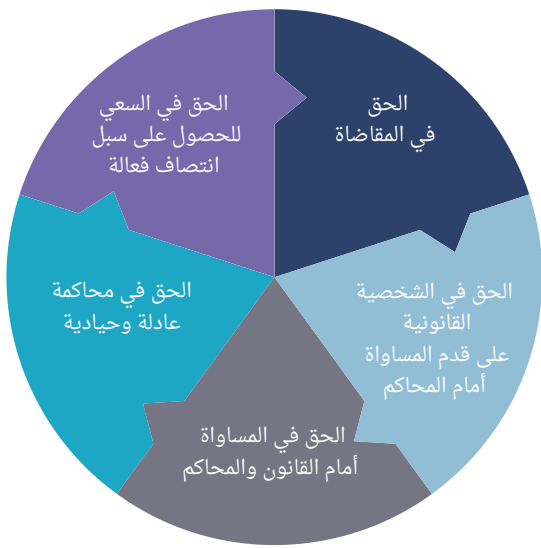 الحق
في المقاضاة
الحق في الشخصية
القانونية
على قدم المساواة
أمام المحاكم
الحق في المساواة
أمام القانون والمحاكم
الحق في محاكمة
عادلة وحيادية
الحق في السعي
للحصول على سبل
انتصاف فعالة